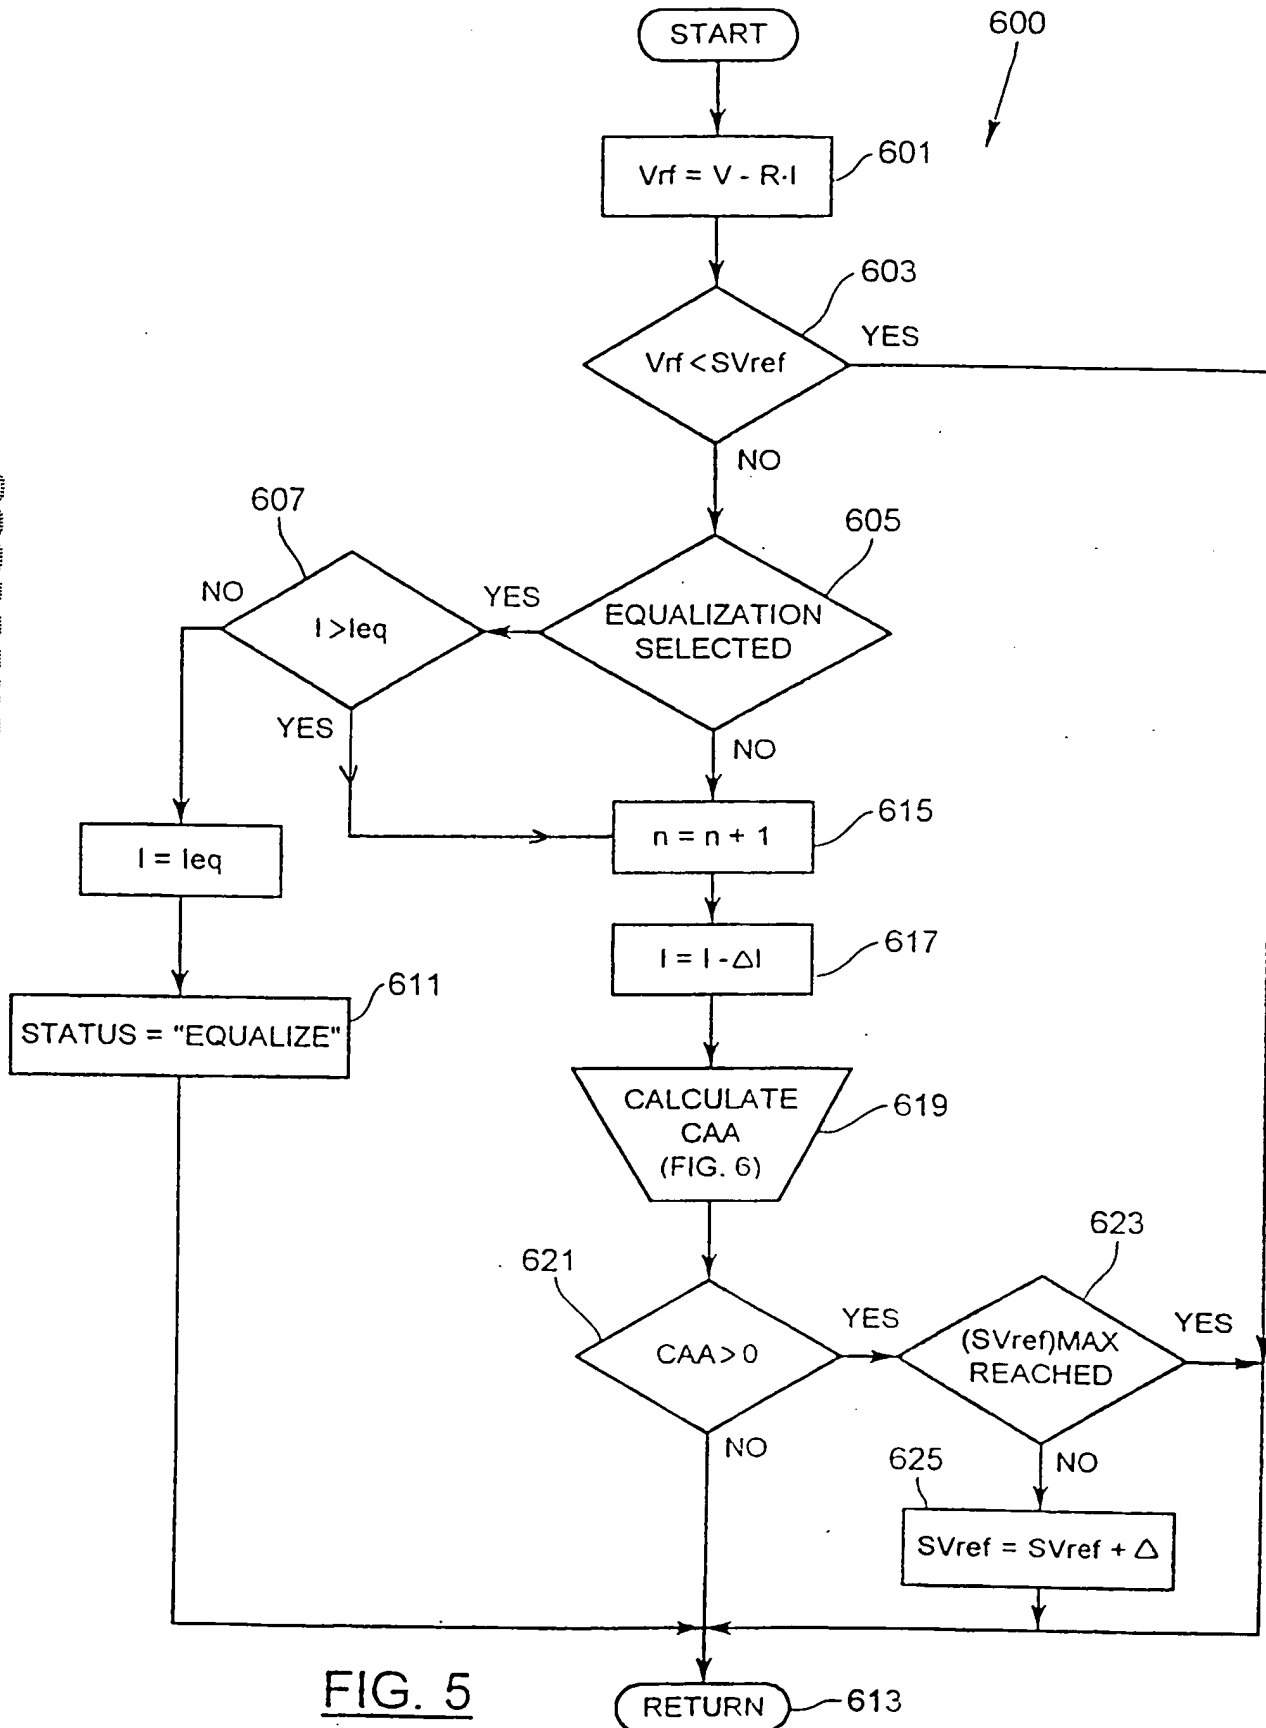 START
600
Vrf = V - R·I
601
603
Vrf < SVref
YES
NO
607
605
NO
I > Ieq
YES
EQUALIZATION
SELECTED
YES
NO
I = Ieq
n = n + 1
615
I = I - ΔI
617
STATUS = "EQUALIZE"
611
CALCULATE
CAA
(FIG. 6)
619
621
623
CAA > 0
YES
(SVref)MAX
REACHED
YES
NO
625
NO
SVref = SVref + Δ
FIG. 5
RETURN
613